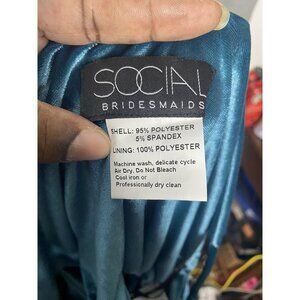 SOCIAL
BRIDESMAIDS
SHELL: 95% POLYESTER
5% SPANDEX
LINING: 100% POLYESTER
Machine wash, delicate cycle
Air Dry, Do Not Bleach
Cool iron or
Professionally dry clean